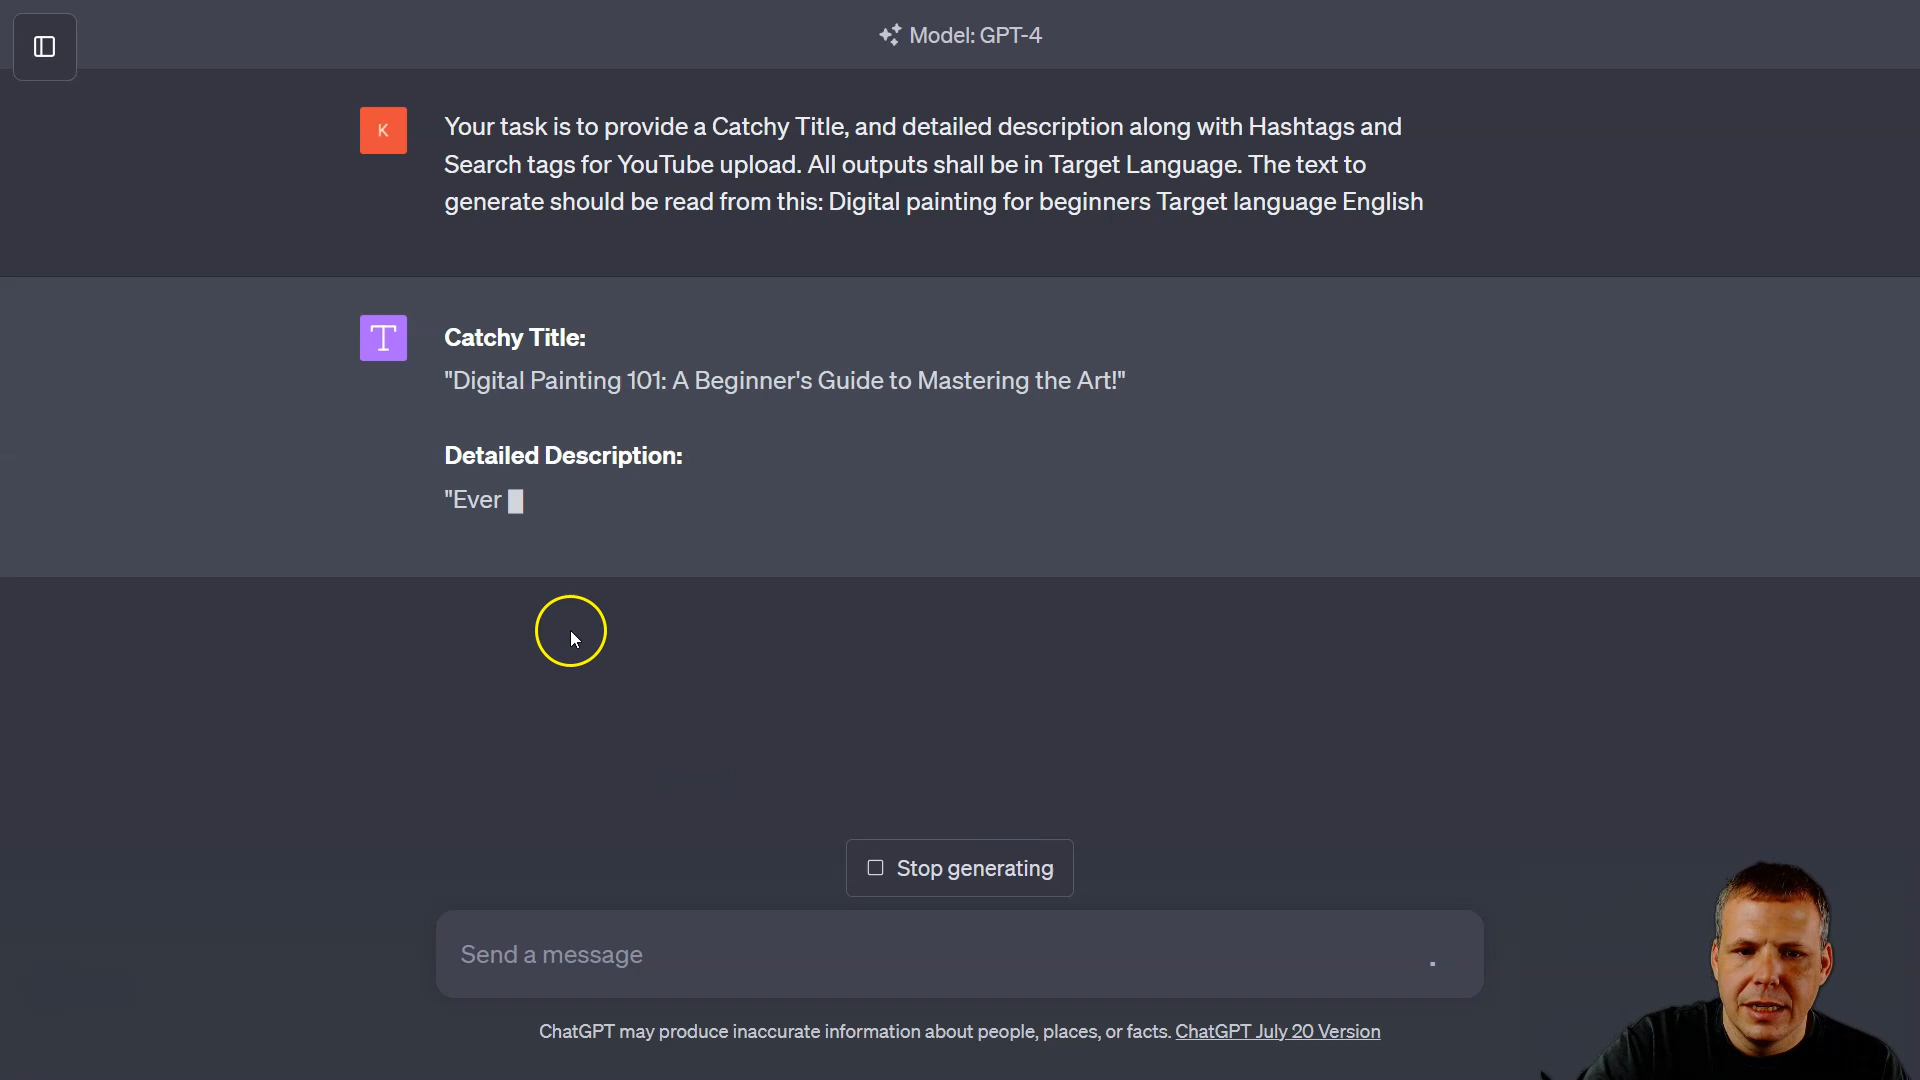 Model: GPT-4
K
Your task is to provide a Catchy Title, and detailed description along with Hashtags and
Search tags for YouTube upload. All outputs shall be in Target Language. The text to
generate should be read from this: Digital painting for beginners Target language English
T
Catchy Title:
"Digital Painting 101: A Beginner's Guide to Mastering the Art!"
Detailed Description:
"Ever
Stop generating
Send a message
ChatGPT may produce inaccurate information about people, places, or facts. ChatGPT July 20 Version